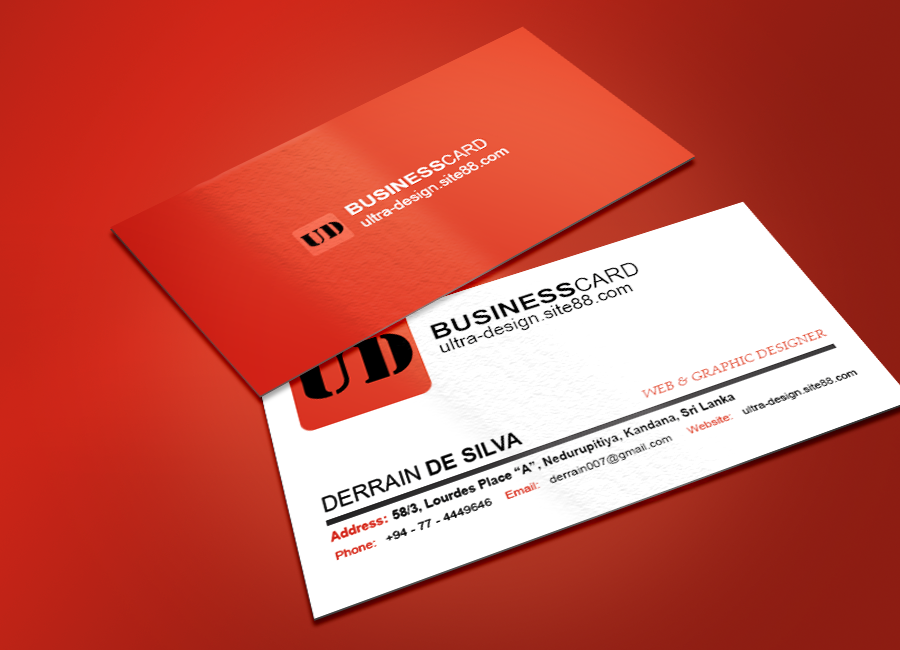 UD
BUSINESSCARD
ultra-design.site88.com
UD
BUSINESSCARD
ultra-design.site88.com
WEB & GRAPHIC DESIGNER
DERRAIN DE SILVA
Address: 58/3, Lourdes Place “A” , Nedurupitiya, Kandana, Sri Lanka
Phone: +94 - 77 - 4449646 Email: derrain007@gmail.com Website: ultra-design.site88.com